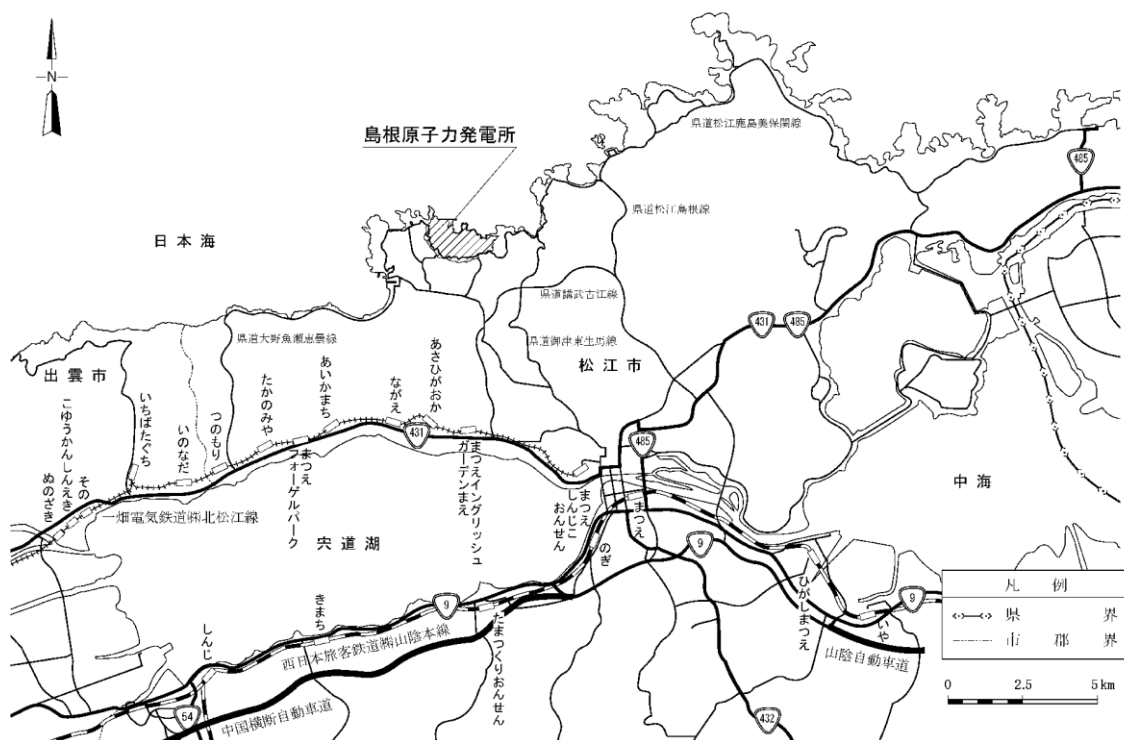 N
島根原子力発電所
日本海
県道松江鹿島美保関線
県道松江島根線
県道講武古江線
県道御津東生馬線
県道大野魚瀬恵曇線
松江市
出雲市
中海
宍道湖
485
431
485
485
431
9
9
9
54
432
ぬのざき
その
こゆうかんしんえき
いちばたぐち
いのなだ
つのもり
たかのみや
まつえ
フォーゲルパーク
あいかまち
ながえ
あさひがおか
まつえイングリッシュ
ガーデンまえ
まつえ
しんじこ
おんせん
一畑電気鉄道㈱北松江線
しんじ
きまち
たまつくりおんせん
のぎ
まつえ
ひがしまつえ
いや
西日本旅客鉄道㈱山陰本線
中国横断自動車道
山陰自動車道
凡例
県界
市郡界
0 2.5 5km